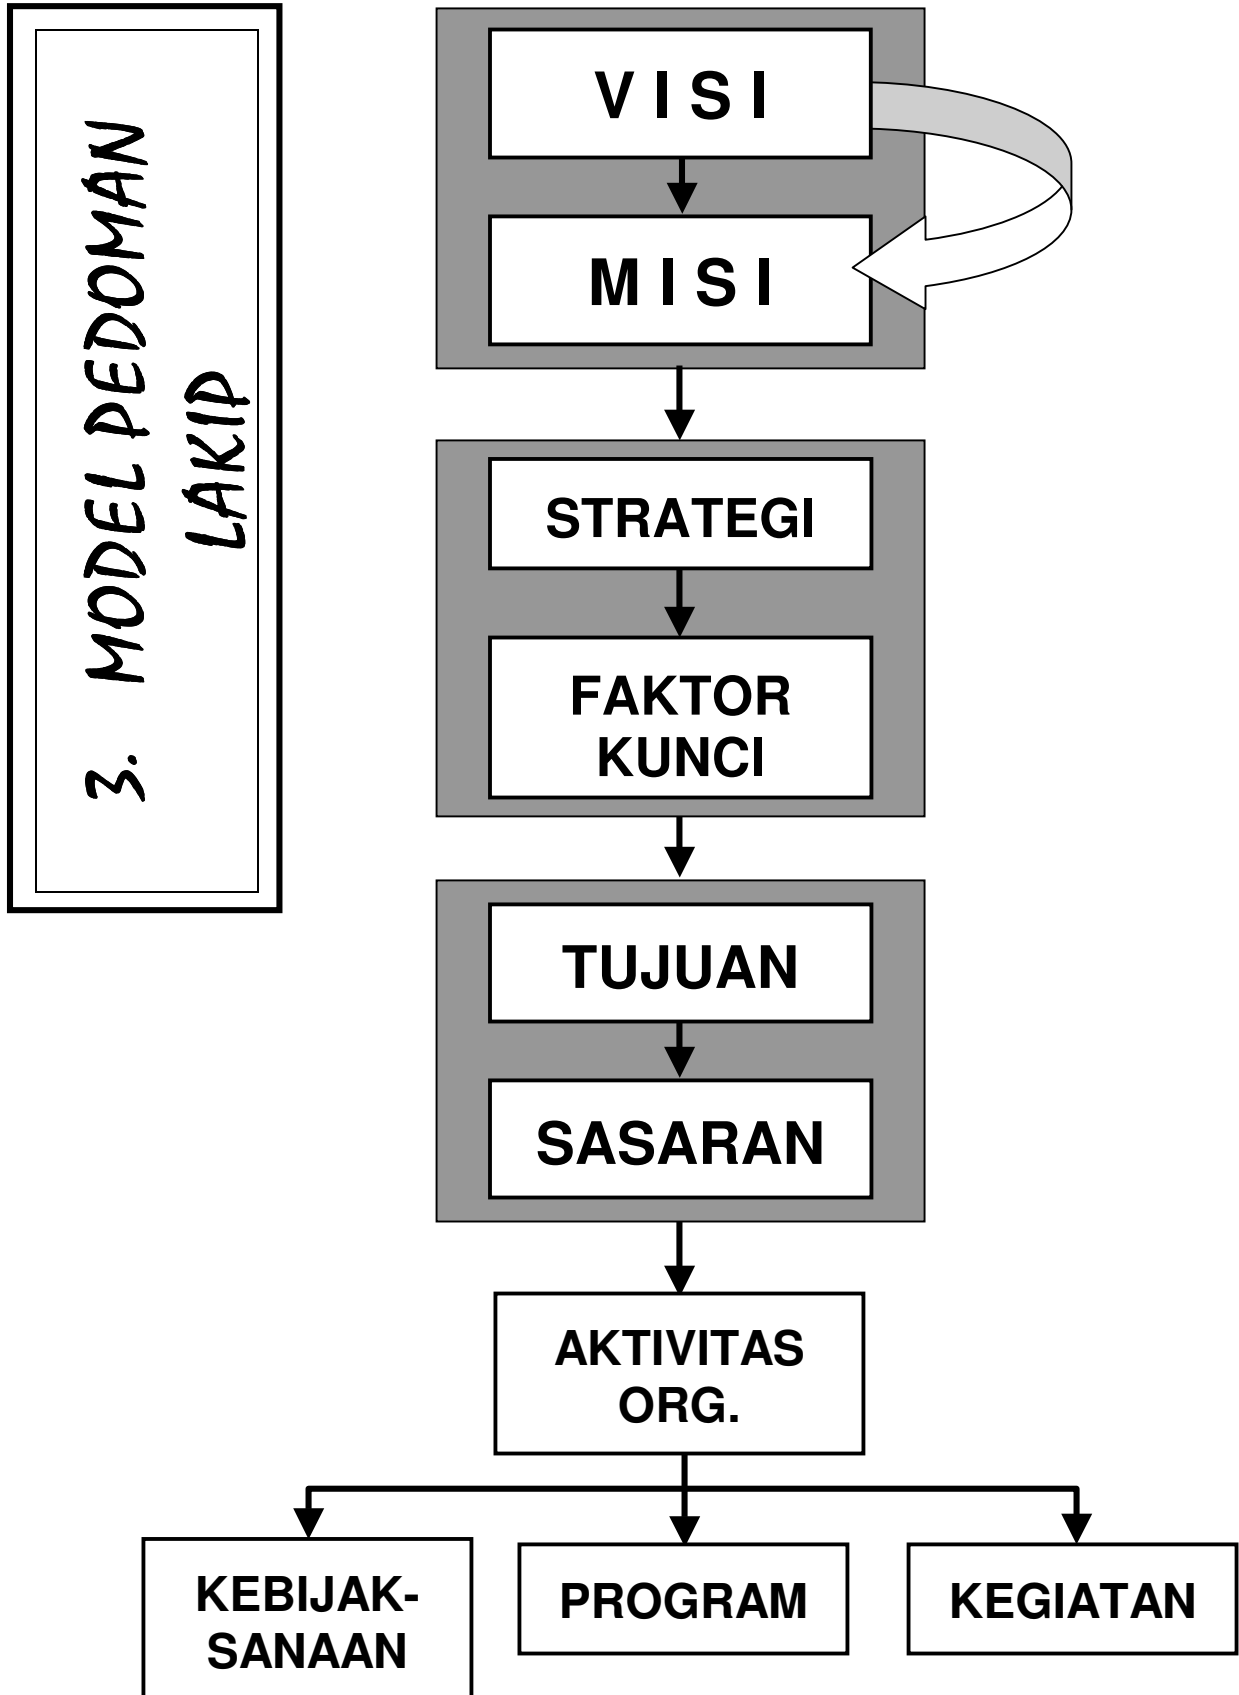 3. MODEL PEDOMAN
LAKIP
V I S I
M I S I
STRATEGI
FAKTOR
KUNCI
TUJUAN
SASARAN
AKTIVITAS
ORG.
KEBIJAK-
SANAAN
PROGRAM
KEGIATAN